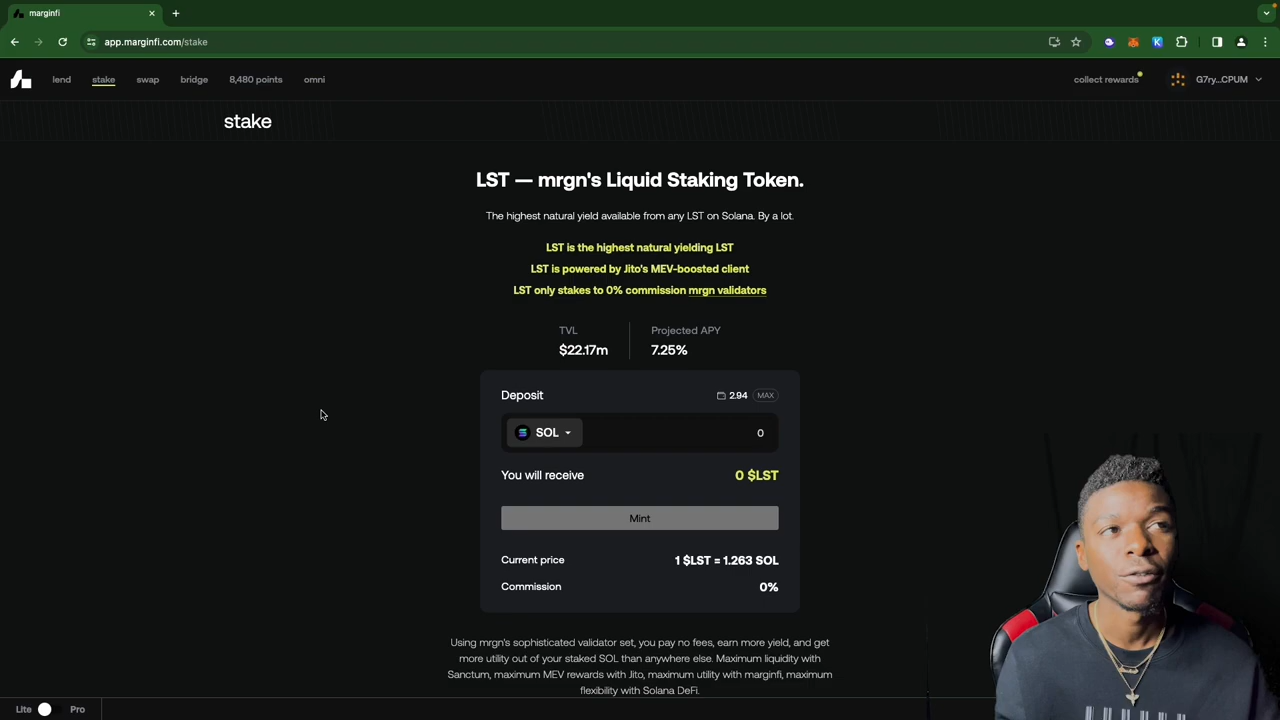 marginfi
app.marginfi.com/stake
lend
stake
swap
bridge
8,480 points
omni
collect rewards
G7ry...CPUM
stake
LST — mrgn's Liquid Staking Token.
The highest natural yield available from any LST on Solana. By a lot.
LST is the highest natural yielding LST
LST is powered by Jito's MEV-boosted client
LST only stakes to 0% commission mrgn validators
TVL
Projected APY
$22.17m
7.25%
Deposit
2.94
MAX
SOL
0
You will receive
0 $LST
Mint
Current price
1 $LST = 1.263 SOL
Commission
0%
Using mrgn's sophisticated validator set, you pay no fees, earn more yield, and get
more utility out of your staked SOL than anywhere else. Maximum liquidity with
Sanctum, maximum MEV rewards with Jito, maximum utility with marginfi, maximum
flexibility with Solana DeFi.
Lite
Pro